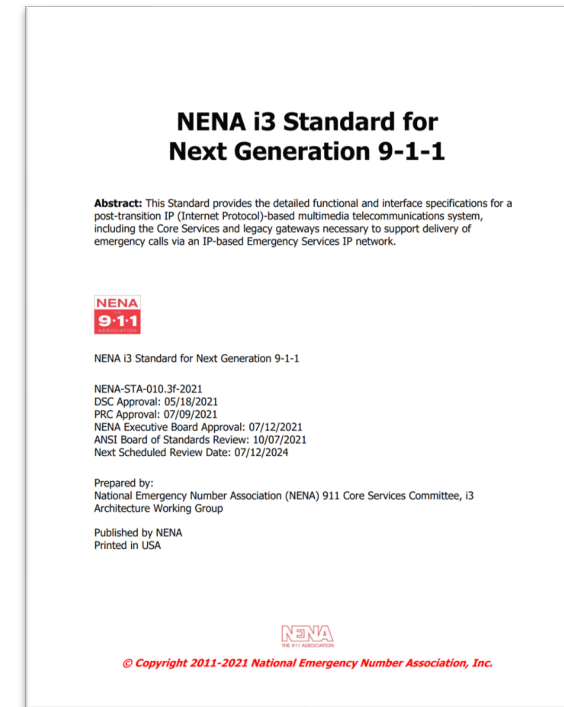 NENA i3 Standard for
Next Generation 9-1-1
Abstract: This Standard provides the detailed functional and interface specifications for a
post-transition IP (Internet Protocol)-based multimedia telecommunications system,
including the Core Services and legacy gateways necessary to support delivery of
emergency calls via an IP-based Emergency Services IP network.
NENA
THE
9·1·1
ASSOCIATION
NENA i3 Standard for Next Generation 9-1-1
NENA-STA-010.3f-2021
DSC Approval: 05/18/2021
PRC Approval: 07/09/2021
NENA Executive Board Approval: 07/12/2021
ANSI Board of Standards Review: 10/07/2021
Next Scheduled Review Date: 07/12/2024
Prepared by:
National Emergency Number Association (NENA) 911 Core Services Committee, i3
Architecture Working Group
Published by NENA
Printed in USA
NENA
THE 911 ASSOCIATION
© Copyright 2011-2021 National Emergency Number Association, Inc.